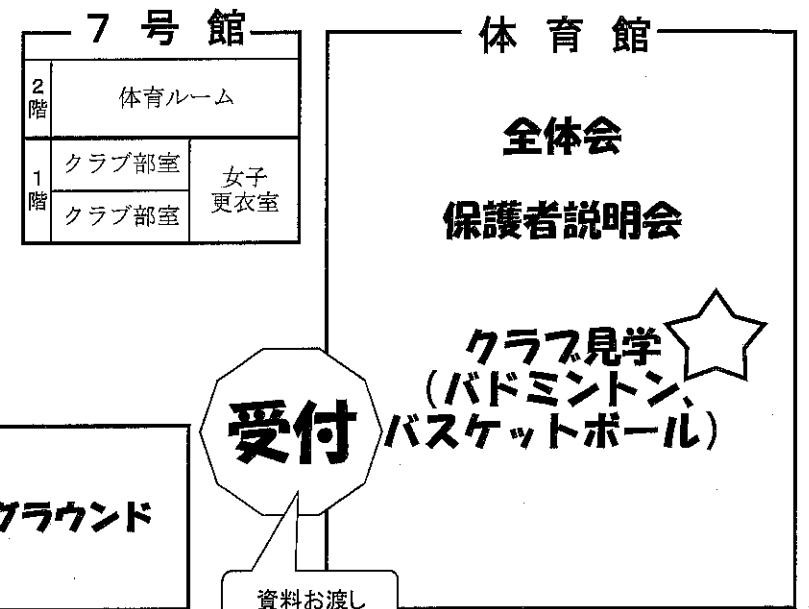 7号館
2階
体育ルーム
1階
クラブ部室
クラブ部室
女子
更衣室
体育館
全体会
保護者説明会
クラブ見学
(バドミントン、
バスケットボール)
受付
グラウンド
資料お渡し